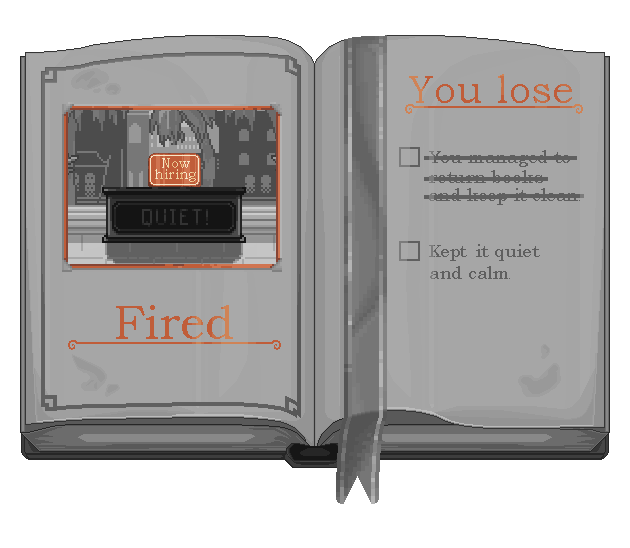 Now
hiring
QUIET!
Fired
You lose
You managed to
return books
and keep it clean.
Kept it quiet
and calm.